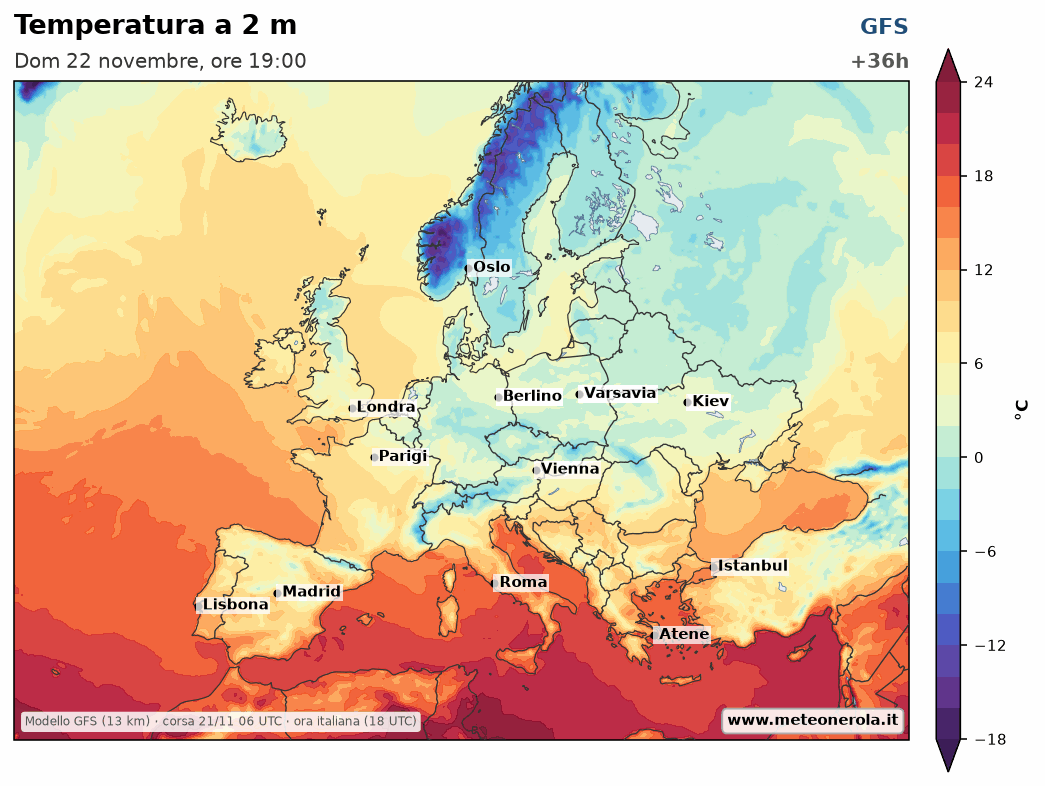 Temperatura a 2 m
GFS
Dom 22 novembre, ore 19:00
+36h
24
18
12
6
0
−6
−12
−18
°C
Oslo
Londra
Berlino
Varsavia
Kiev
Parigi
Vienna
Istanbul
Roma
Madrid
Lisbona
Atene
Modello GFS (13 km) · corsa 21/11 06 UTC · ora italiana (18 UTC)
www.meteonerola.it